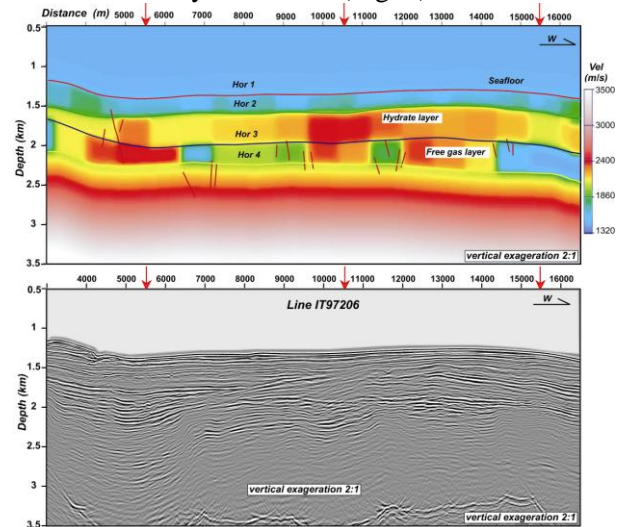 Distance (m) 4000 5000 6000 7000 8000 9000 10000 11000 12000 13000 14000 15000 16000
0.5
W
Vel
(m/s)
Hor 1
Seafloor
1
Hor 2
3500
1.5
Hydrate layer
3000
Hor 3
Depth (km)
2
Hor 4
Free gas layer
2400
2.5
1860
3
1320
3.5
vertical exageration 2:1
4000 5000 6000 7000 8000 9000 10000 11000 12000 13000 14000 15000 16000
0.5
Line IT97206
W
1
1.5
Depth (km)
2
2.5
3
vertical exageration 2:1
3.5
vertical exageration 2:1